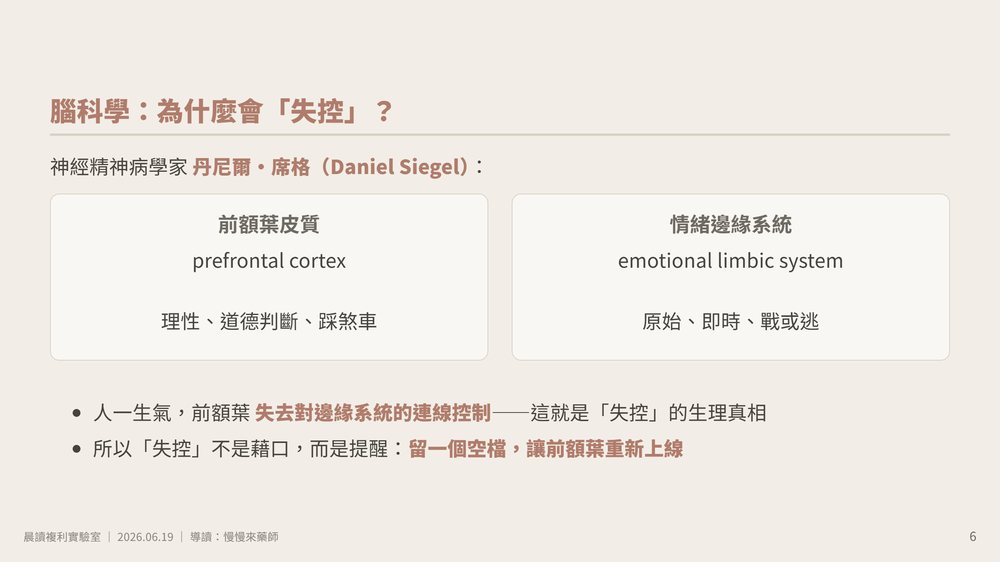 腦科學：為什麼會「失控」？
神經精神病學家 丹尼爾・席格（Daniel Siegel）：
前額葉皮質
prefrontal cortex
理性、道德判斷、踩煞車
情緒邊緣系統
emotional limbic system
原始、即時、戰或逃
• 人一生氣，前額葉 失去對邊緣系統的連線控制——這就是「失控」的生理真相
• 所以「失控」不是藉口，而是提醒：留一個空檔，讓前額葉重新上線
晨讀複利實驗室｜2026.06.19｜導讀：慢慢來藥師
6